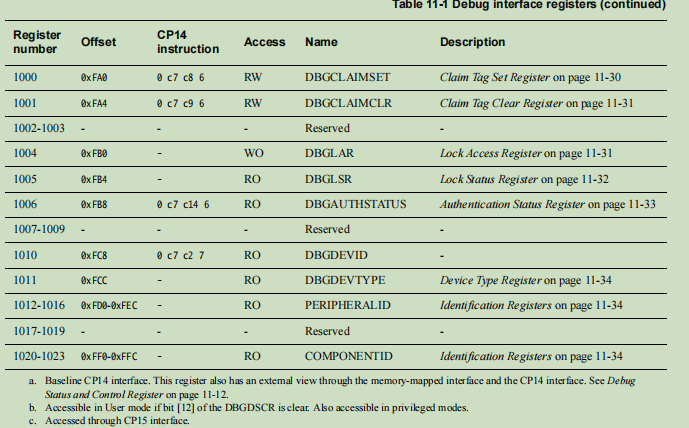 Table 11-1 Debug interface registers (continued)
Register number Offset CP14 instruction Access Name Description
1000 0xFA0 0 c7 c8 6 RW DBGCLAIMSET Claim Tag Set Register on page 11-30
1001 0xFA4 0 c7 c9 6 RW DBGCLAIMCLR Claim Tag Clear Register on page 11-31
1002-1003 - - - Reserved -
1004 0xFB0 - WO DBGLAR Lock Access Register on page 11-31
1005 0xFB4 - RO DBGLSR Lock Status Register on page 11-32
1006 0xFB8 0 c7 c14 6 RO DBGAUTHSTATUS Authentication Status Register on page 11-33
1007-1009 - - - Reserved -
1010 0xFC8 0 c7 c2 7 RO DBGDEVID -
1011 0xFCC - RO DBGDEVTYPE Device Type Register on page 11-34
1012-1016 0xFD0-0xFEC - RO PERIPHERALID Identification Registers on page 11-34
1017-1019 - - - Reserved -
1020-1023 0xFF0-0xFFC - RO COMPONENTID Identification Registers on page 11-34
a. Baseline CP14 interface. This register also has an external view through the memory-mapped interface and the CP14 interface. See Debug
Status and Control Register on page 11-12.
b. Accessible in User mode if bit [12] of the DBGDSCR is clear. Also accessible in privileged modes.
c. Accessed through CP15 interface.